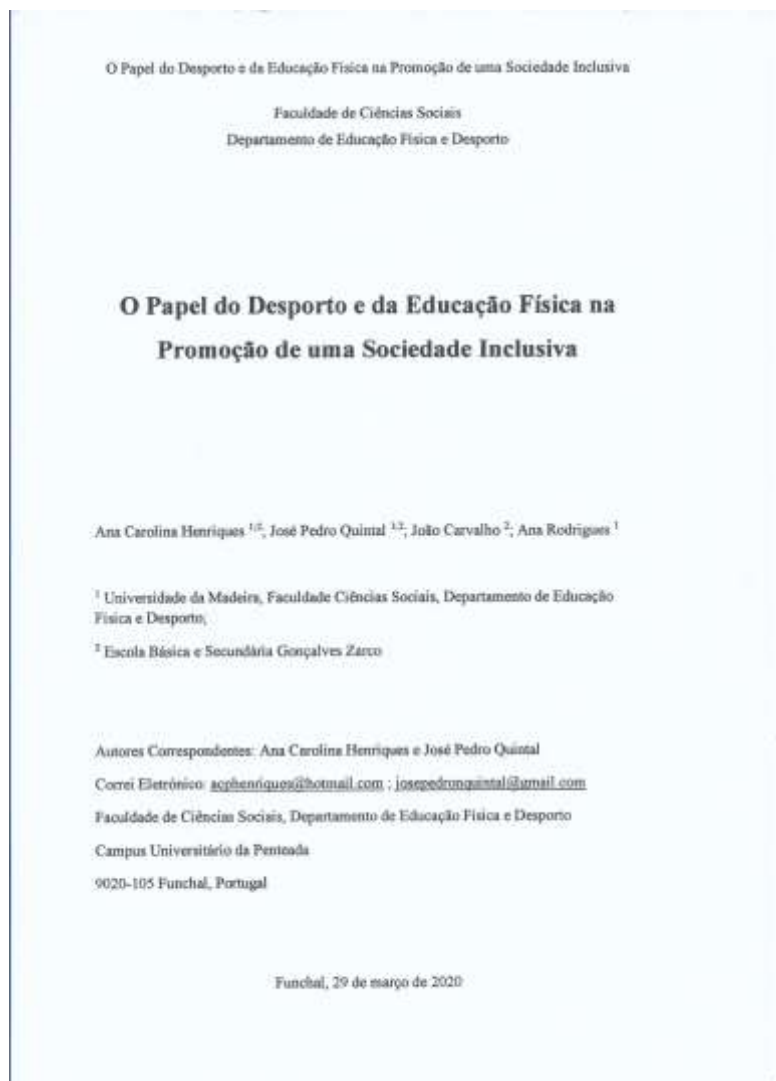 O Papel do Desporto e da Educação Física na Promoção de uma Sociedade Inclusiva
Faculdade de Ciências Sociais
Departamento de Educação Física e Desporto
O Papel do Desporto e da Educação Física na
Promoção de uma Sociedade Inclusiva
Ana Carolina Henriques 1;2; José Pedro Quintal 1,2; João Carvalho 2; Ana Rodrigues 1
1 Universidade da Madeira, Faculdade Ciências Sociais, Departamento de Educação
Física e Desporto;
2 Escola Básica e Secundária Gonçalves Zarco
Autores Correspondentes: Ana Carolina Henriques e José Pedro Quintal
Correi Eletrónico: acphenriques@hotmail.com ; josepedronquintal@gmail.com
Faculdade de Ciências Sociais, Departamento de Educação Física e Desporto
Campus Universitário da Penteada
9020-105 Funchal, Portugal
Funchal, 29 de março de 2020